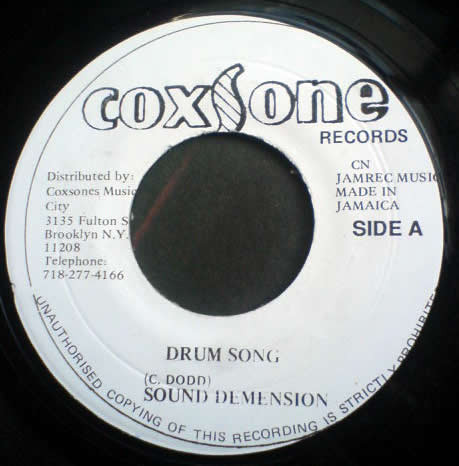 coxsone
RECORDS
Distributed by:
Coxsones Music
City
3135 Fulton S
Brooklyn N.Y.
11208
Telephone:
718-277-4166
CN
JAMREC MUSIC
MADE IN
JAMAICA
SIDE A
DRUM SONG
(C. DODD)
SOUND DEMENSION
UNAUTHORISED COPYING OF THIS RECORDING IS STRICTLY PROHIBITE